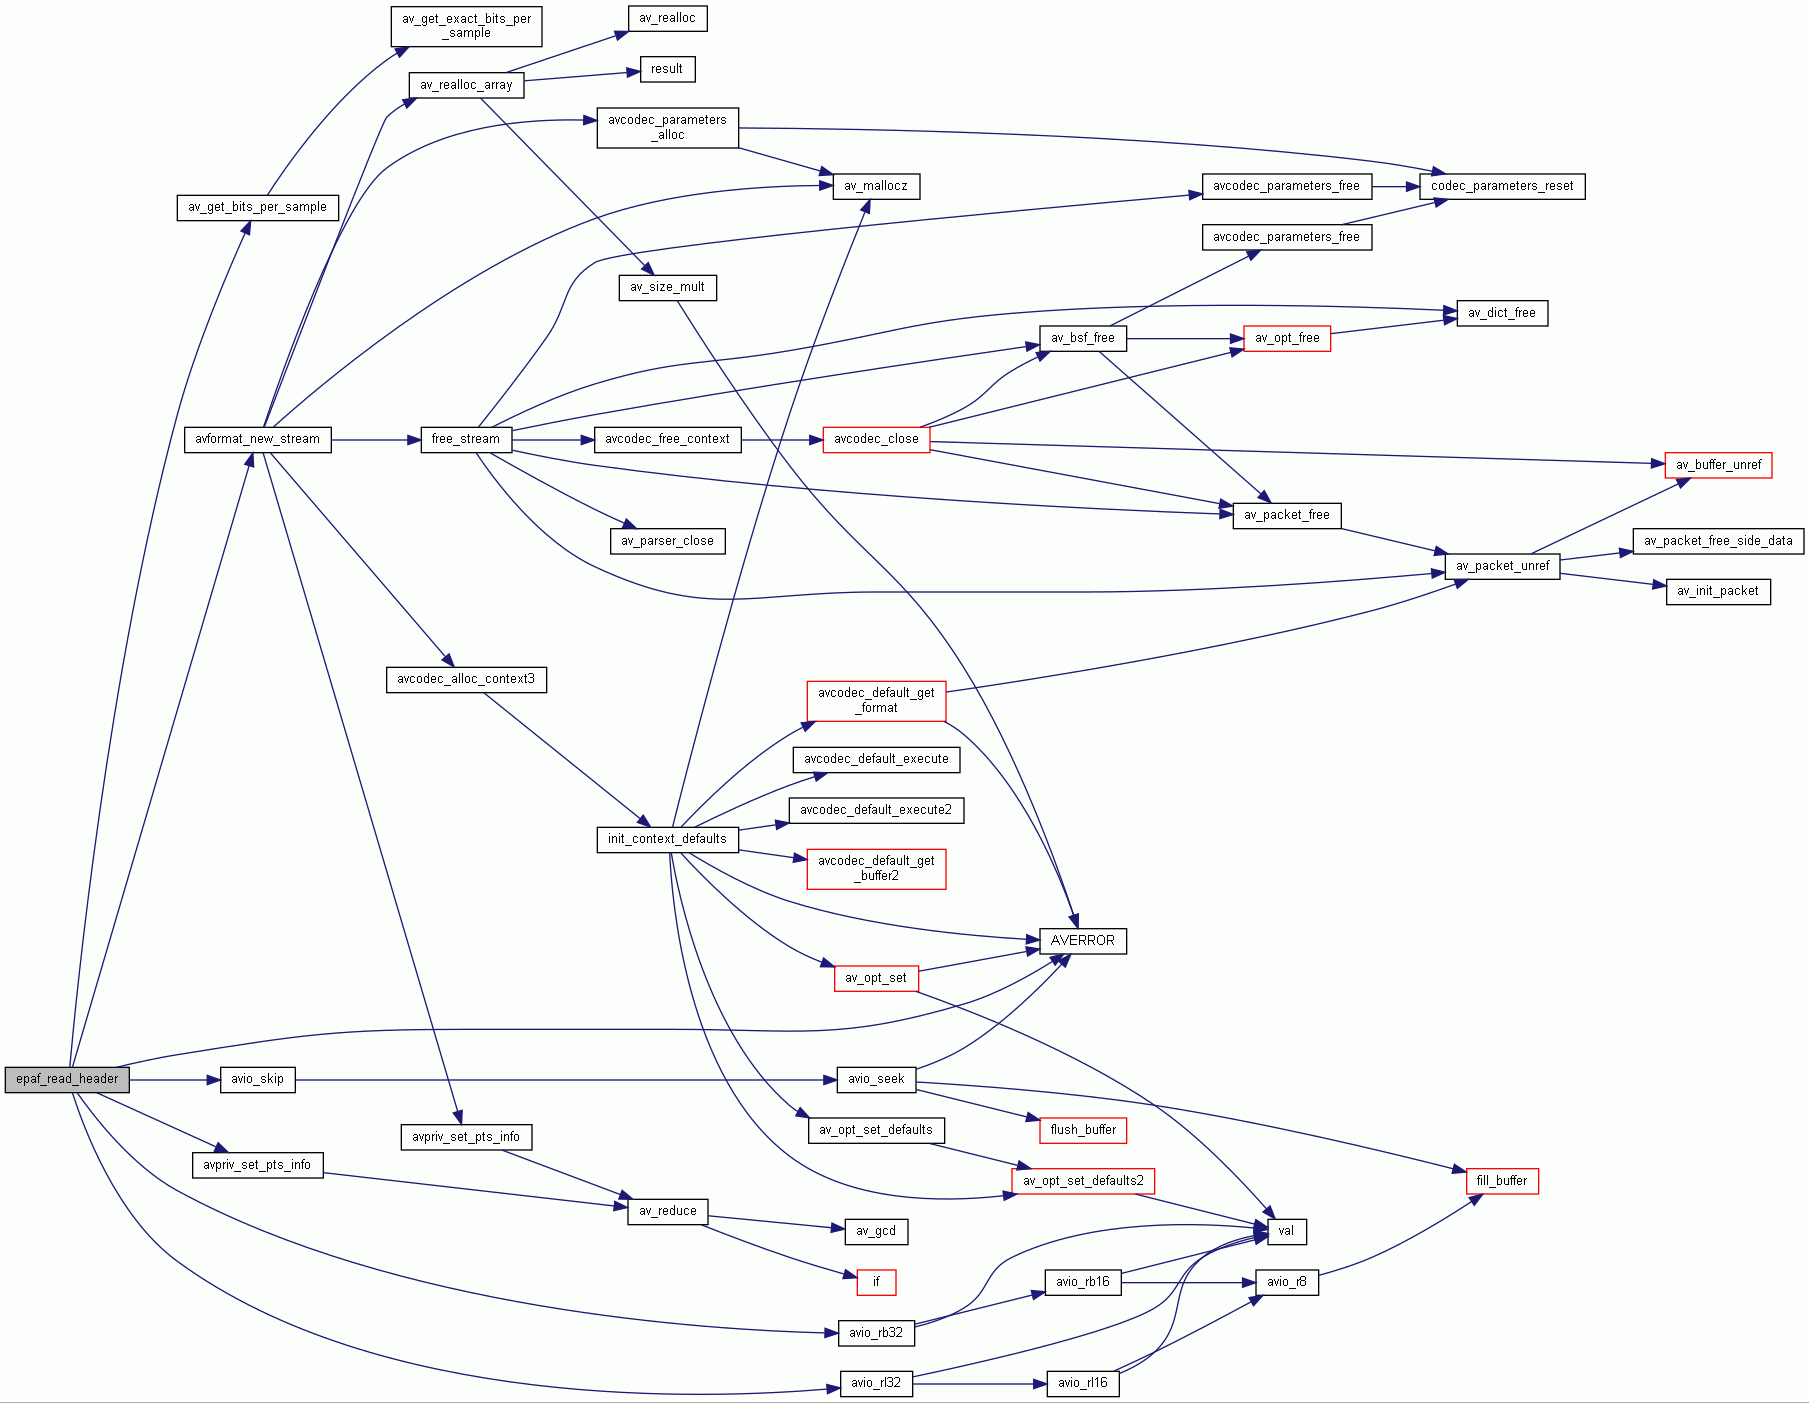 av_get_exact_bits_per
_sample
av_realloc
result
av_realloc_array
avcodec_parameters
_alloc
av_mallocz
avcodec_parameters_free
codec_parameters_reset
av_get_bits_per_sample
avcodec_parameters_free
av_size_mult
av_dict_free
av_bsf_free
av_opt_free
avformat_new_stream
free_stream
avcodec_free_context
avcodec_close
av_buffer_unref
av_packet_free
av_parser_close
av_packet_free_side_data
av_packet_unref
av_init_packet
avcodec_alloc_context3
avcodec_default_get
_format
avcodec_default_execute
avcodec_default_execute2
init_context_defaults
avcodec_default_get
_buffer2
AVERROR
av_opt_set
epaf_read_header
avio_skip
avio_seek
flush_buffer
av_opt_set_defaults
avpriv_set_pts_info
avpriv_set_pts_info
av_opt_set_defaults2
fill_buffer
av_reduce
av_gcd
val
if
avio_rb16
avio_r8
avio_rb32
avio_rl32
avio_rl16